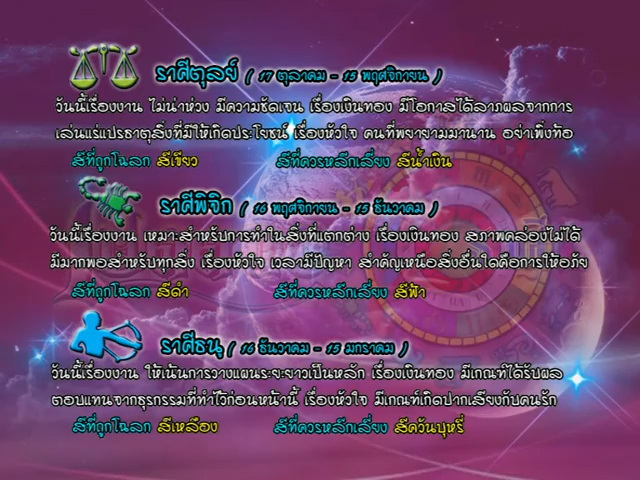 ราศีตุลย์ ( 17 ตุลาคม - 15 พฤศจิกายน )
วันนี้เรื่องงาน ไม่น่าห่วง มีความชัดเจน เรื่องเงินทอง มีโอกาสได้ลาภผลจากการ
เล่นแร่แปรธาตุสิ่งที่มีให้เกิดประโยชน์ เรื่องหัวใจ คนที่พยายามมานาน อย่าเพิ่งท้อ
สีที่ถูกโฉลก สีเขียว สีที่ควรหลีกเลี่ยง สีน้ำเงิน
ราศีพิจิก ( 16 พฤศจิกายน - 15 ธันวาคม )
วันนี้เรื่องงาน เหมาะสำหรับการทำในสิ่งที่แตกต่าง เรื่องเงินทอง สภาพคล่องไม่ได้
มีมากพอสำหรับทุกสิ่ง เรื่องหัวใจ เวลามีปัญหา สำคัญเหนือสิ่งอื่นใดคือการให้อภัย
สีที่ถูกโฉลก สีดำ สีที่ควรหลีกเลี่ยง สีฟ้า
ราศีธนู ( 16 ธันวาคม - 15 มกราคม )
วันนี้เรื่องงาน ให้เน้นการวางแผนระยะยาวเป็นหลัก เรื่องเงินทอง มีเกณฑ์ได้รับผล
ตอบแทนจากธุรกรรมที่ทำไว้ก่อนหน้านี้ เรื่องหัวใจ มีเกณฑ์เกิดปากเสียงกับคนรัก
สีที่ถูกโฉลก สีเหลือง สีที่ควรหลีกเลี่ยง สีควันบุหรี่